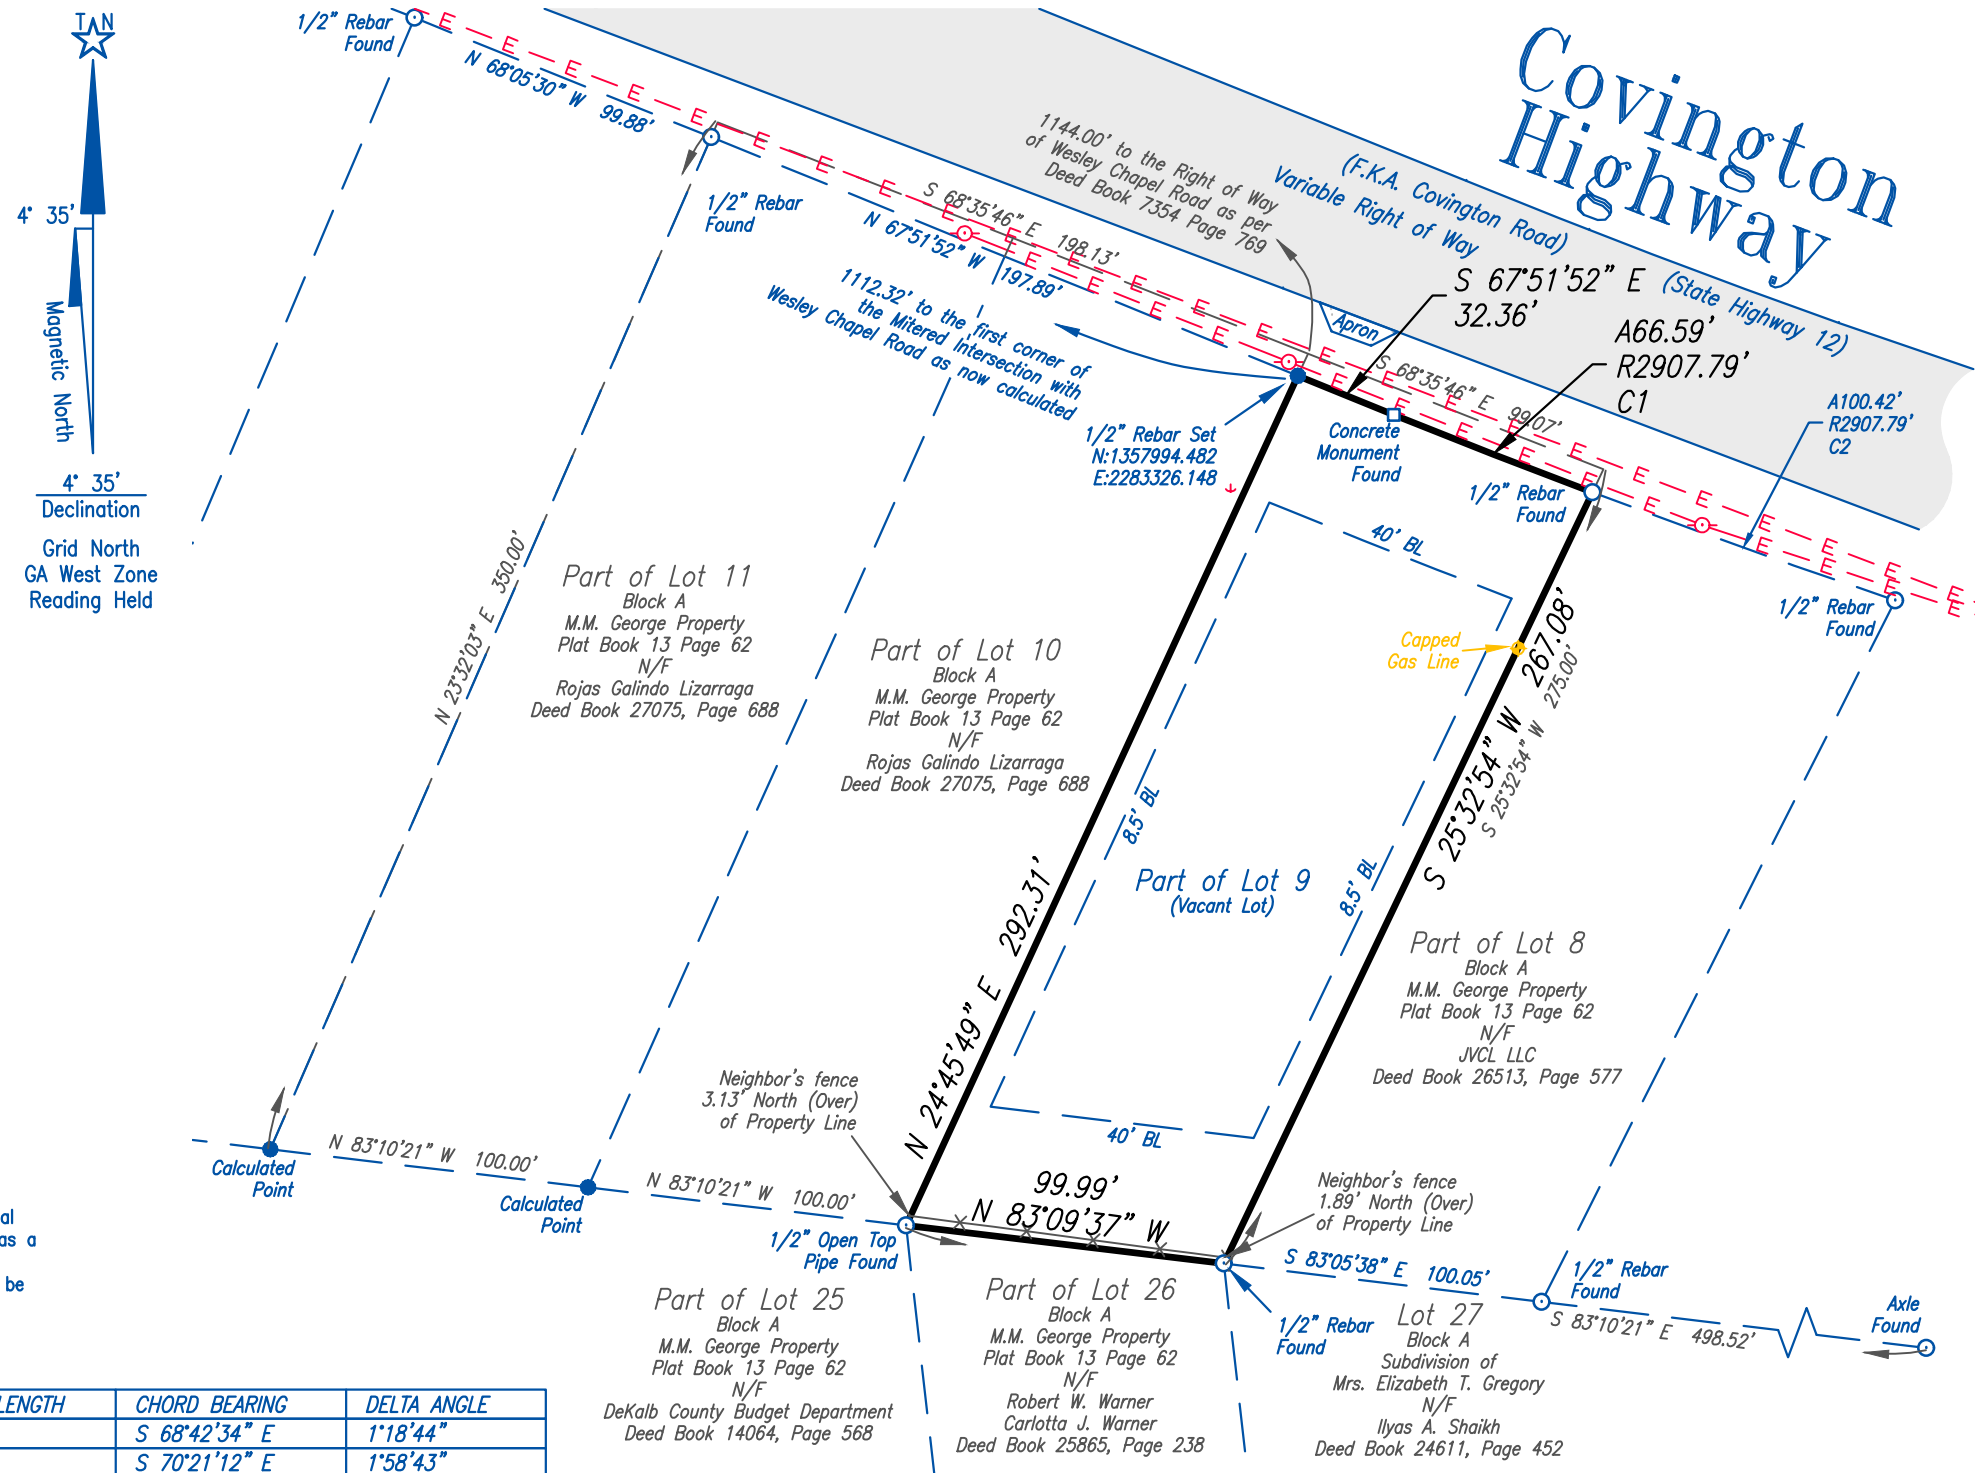 T N
4° 35'
Magnetic North
4° 35'
Declination
Grid North
GA West Zone
Reading Held
1/2" Rebar
Found
N 68°05'30" W 99.88'
1/2" Rebar
Found
S 68°35'46" E 198.13'
N 67°51'52" W 197.89'
1112.32' to the first corner of
the Mitered Intersection with
Wesley Chapel Road as now calculated
1144.00' to the Right of Way
of Wesley Chapel Road as per
Deed Book 7354 Page 769
Covington
Highway
(F.K.A. Covington Road)
Variable Right of Way
(State Highway 12)
Apron
S 67°51'52" E
32.36'
A66.59'
R2907.79'
C1
S 68°35'46" E 99.07'
A100.42'
R2907.79'
C2
1/2" Rebar Set
N:1357994.482
E:2283326.148
Concrete
Monument
Found
1/2" Rebar
Found
1/2" Rebar
Found
40' BL
Capped
Gas Line
S 25°32'54" W 267.08'
S 25°32'54" W 275.00'
N 23°32'03" E 350.00'
Part of Lot 11
Block A
M.M. George Property
Plat Book 13 Page 62
N/F
Rojas Galindo Lizarraga
Deed Book 27075, Page 688
Part of Lot 10
Block A
M.M. George Property
Plat Book 13 Page 62
N/F
Rojas Galindo Lizarraga
Deed Book 27075, Page 688
8.5' BL
Part of Lot 9
(Vacant Lot)
8.5' BL
N 24°45'49" E 292.31'
Part of Lot 8
Block A
M.M. George Property
Plat Book 13 Page 62
N/F
JVCL LLC
Deed Book 26513, Page 577
Neighbor's fence
3.13' North (Over)
of Property Line
40' BL
99.99'
N 83°09'37" W
Neighbor's fence
1.89' North (Over)
of Property Line
N 83°10'21" W 100.00'
Calculated
Point
N 83°10'21" W 100.00'
Calculated
Point
1/2" Open Top
Pipe Found
S 83°05'38" E 100.05'
1/2" Rebar
Found
S 83°10'21" E 498.52'
Axle
Found
1/2" Rebar
Found
al
as a
be
Part of Lot 25
Block A
M.M. George Property
Plat Book 13 Page 62
N/F
DeKalb County Budget Department
Deed Book 14064, Page 568
Part of Lot 26
Block A
M.M. George Property
Plat Book 13 Page 62
N/F
Robert W. Warner
Carlotta J. Warner
Deed Book 25865, Page 238
Lot 27
Block A
Subdivision of
Mrs. Elizabeth T. Gregory
N/F
Ilyas A. Shaikh
Deed Book 24611, Page 452
LENGTH CHORD BEARING DELTA ANGLE
S 68°42'34" E 1°18'44"
S 70°21'12" E 1°58'43"